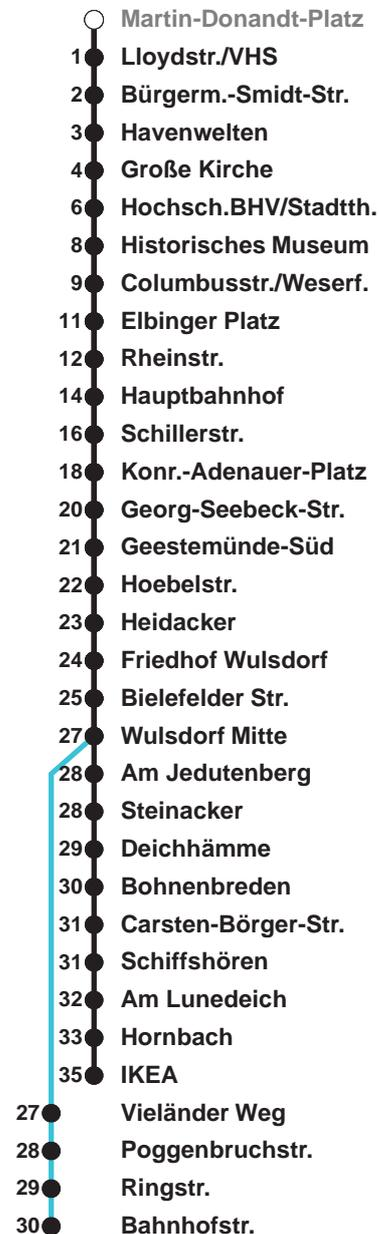 Martin-Donandt-Platz
1 Lloydstr./VHS
2 Bürgerm.-Smidt-Str.
3 Havenwelten
4 Große Kirche
6 Hochsch.BHV/Stadtth.
8 Historisches Museum
9 Columbusstr./Weserf.
11 Elbinger Platz
12 Rheinstr.
14 Hauptbahnhof
16 Schillerstr.
18 Konr.-Adenauer-Platz
20 Georg-Seebeck-Str.
21 Geestemünde-Süd
22 Hoebelstr.
23 Heidacker
24 Friedhof Wulsdorf
25 Bielefelder Str.
27 Wulsdorf Mitte
28 Am Jedutenberg
28 Steinacker
29 Deichhämme
30 Bohnenbreden
31 Carsten-Börger-Str.
31 Schiffshören
32 Am Lunedeich
33 Hornbach
35 IKEA
27 Vieländer Weg
28 Poggenbruchstr.
29 Ringstr.
30 Bahnhofstr.